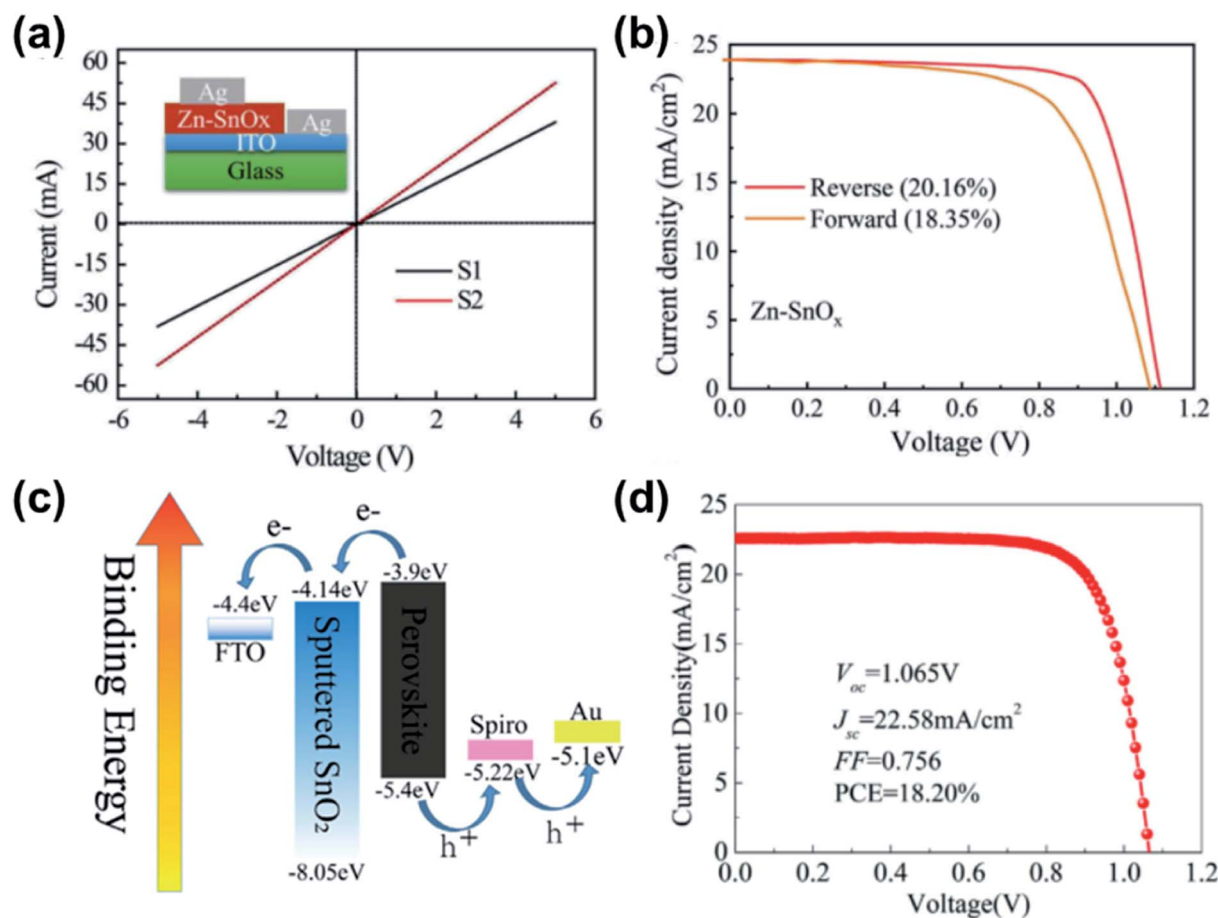 (a)
60
45
30
15
0
-15
-30
-45
-60
Current (mA)
Ag
Zn-SnOx
Ag
ITO
Glass
S1
S2
-6
-4
-2
0
2
4
6
Voltage (V)
(b)
25
20
15
10
5
0
Current density (mA/cm²)
Reverse (20.16%)
Forward (18.35%)
Zn-SnOₓ
0.0
0.2
0.4
0.6
0.8
1.0
1.2
Voltage (V)
(c)
Binding Energy
e-
e-
-4.4eV
-4.14eV
-3.9eV
FTO
Sputtered SnO₂
Perovskite
Spiro
Au
-5.22eV
-5.1eV
-5.4eV
h⁺
h⁺
-8.05eV
(d)
25
20
15
10
5
0
Current Density(mA/cm²
Voc=1.065V
Jsc=22.58mA/cm²
FF=0.756
PCE=18.20%
0.0
0.2
0.4
0.6
0.8
1.0
1.2
Voltage(V)